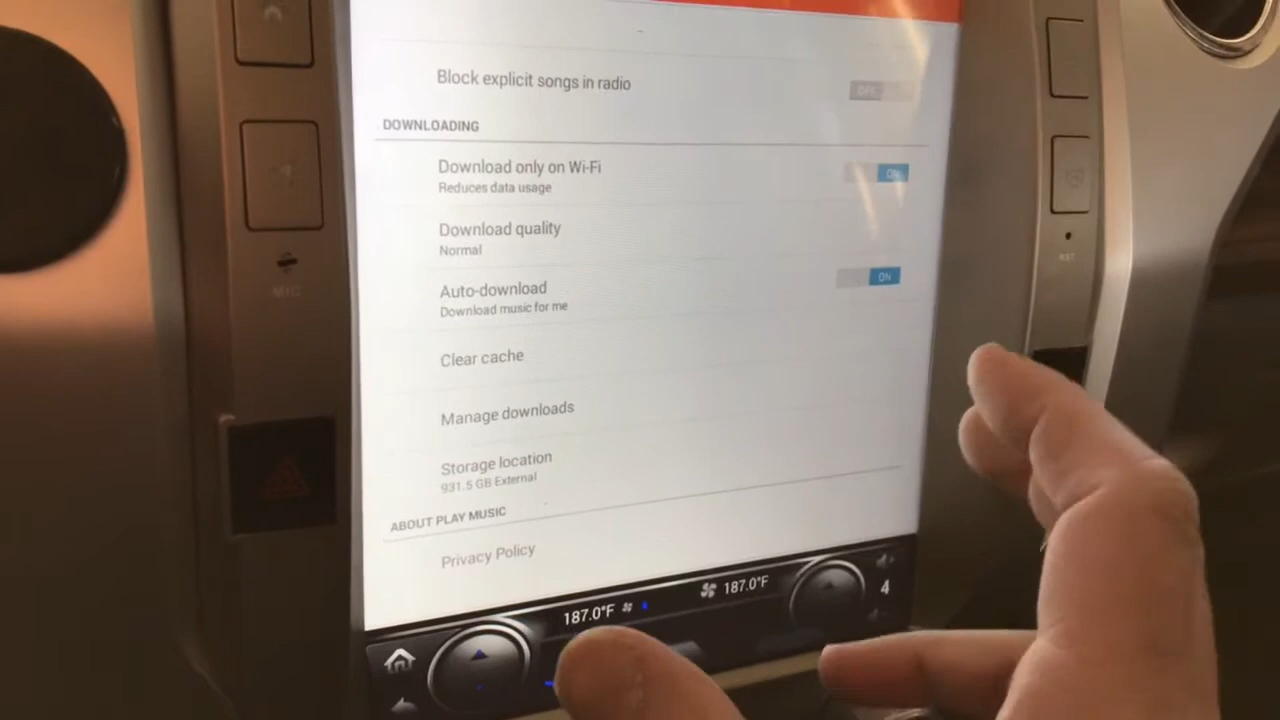 Block explicit songs in radio
OFF
DOWNLOADING
Download only on Wi-Fi
ON
Reduces data usage
Download quality
Normal
Auto-download
ON
Download music for me
Clear cache
Manage downloads
Storage location
931.5 GB External
ABOUT PLAY MUSIC
Privacy Policy
187.0°F
187.0°F
4
MIC
RST